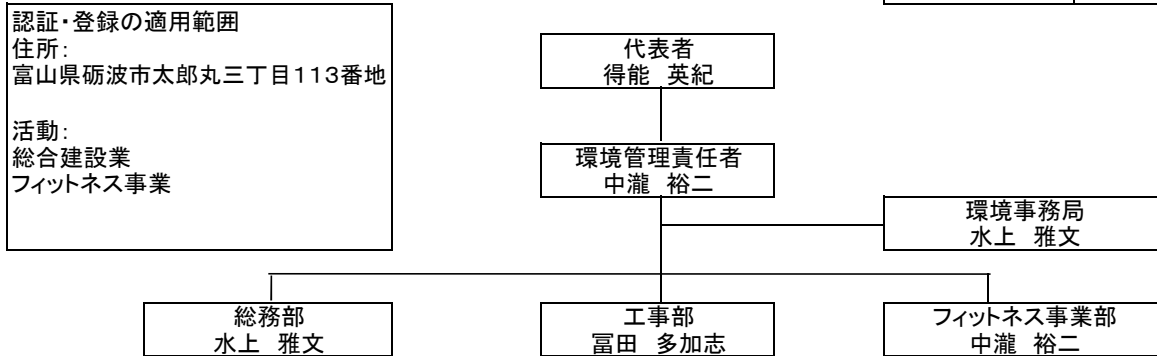 認証・登録の適用範囲
住所：
富山県砺波市太郎丸三丁目113番地
活動：
総合建設業
フィットネス事業
代表者
得能　英紀
環境管理責任者
中瀧　裕二
環境事務局
水上　雅文
総務部
水上　雅文
工事部
冨田　多加志
フィットネス事業部
中瀧　裕二